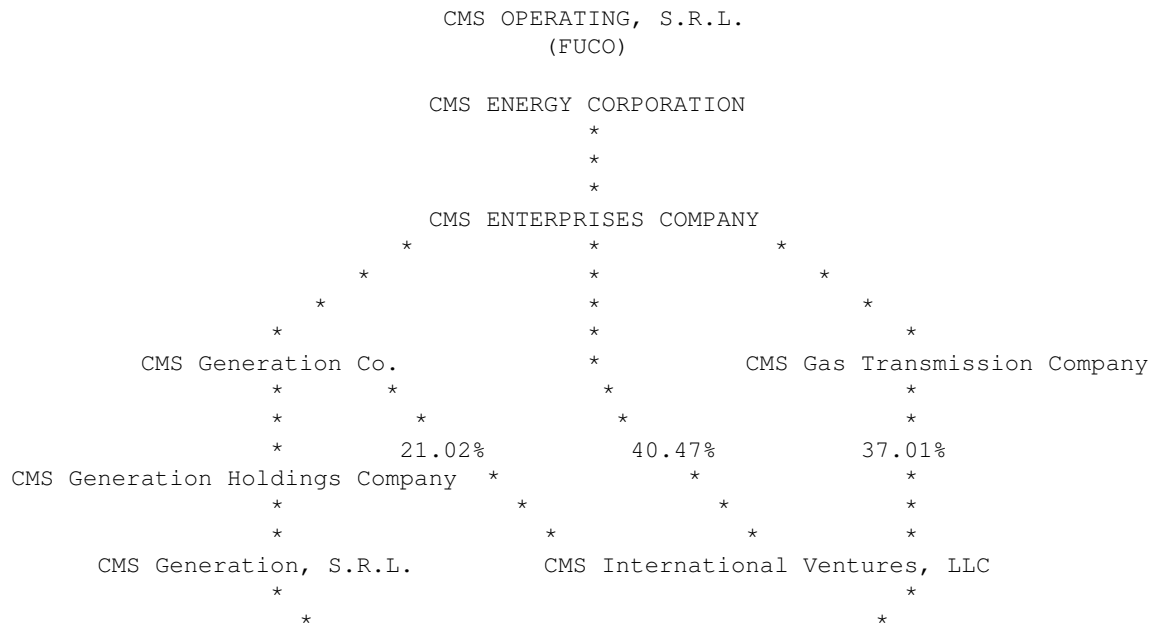 CMS OPERATING, S.R.L.
(FUCO)
CMS ENERGY CORPORATION
*
*
*
CMS ENTERPRISES COMPANY
* * *
* * *
* * *
* * *
CMS Generation Co. * CMS Gas Transmission Company
* * * *
* * * *
* 21.02% 40.47% 37.01%
CMS Generation Holdings Company * * *
* * * *
* * * *
CMS Generation, S.R.L. CMS International Ventures, LLC
* *
* *